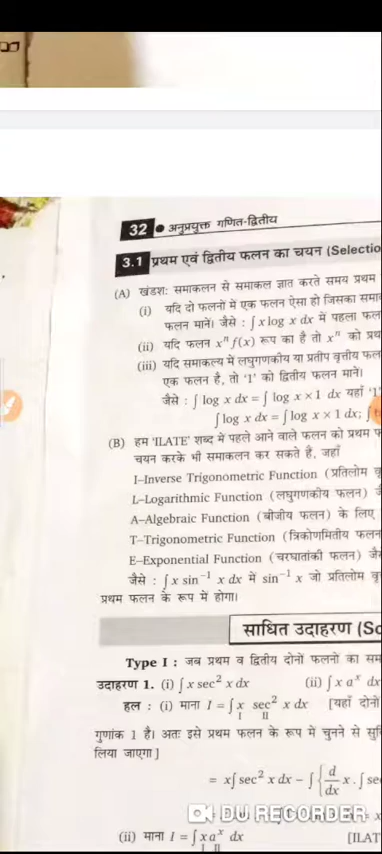 32 ● अनुप्रयुक्त गणित-द्वितीय
3.1 प्रथम एवं द्वितीय फलन का चयन (Selectio
(A) खंडशः समाकलन से समाकल ज्ञात करते समय प्रथम
(i) यदि दो फलनों में एक फलन ऐसा हो जिसका समा
फलन मानें। जैसे : ∫ x log x dx में पहला फल
(ii) यदि फलन xⁿ f(x) रूप का है तो xⁿ को प्रथ
(iii) यदि समाकल्य में लघुगणकीय या प्रतीप वृत्तीय फल
एक फलन है, तो '1' को द्वितीय फलन मानें।
जैसे : ∫ log x dx = ∫ log x × 1 dx यहाँ '1'
∫ log x dx = ∫ log x × 1 dx; ∫
(B) हम 'ILATE' शब्द में पहले आने वाले फलन को प्रथम फ
चयन करके भी समाकलन कर सकते हैं, जहाँ
I–Inverse Trigonometric Function (प्रतिलोम वृ
L–Logarithmic Function (लघुगणकीय फलन) जै
A–Algebraic Function (बीजीय फलन) के लिए
T–Trigonometric Function (त्रिकोणमितीय फलन
E–Exponential Function (चरघातांकी फलन) जै
जैसे : ∫ x sin⁻¹ x dx में sin⁻¹ x जो प्रतिलोम वृ
प्रथम फलन के रूप में होगा।
साधित उदाहरण (So
Type I : जब प्रथम व द्वितीय दोनों फलनों का सम
उदाहरण 1. (i) ∫ x sec² x dx (ii) ∫ x aˣ dx
हल : (i) माना I = ∫ x sec² x dx [यहाँ दोनों
I II
गुणांक 1 है। अतः इसे प्रथम फलन के रूप में चुनने से सु
लिया जाएगा]
= x∫ sec² x dx – ∫ { d/dx x . ∫ se
DU RECORDER
(ii) माना I = ∫ x aˣ dx [ILAT
I II